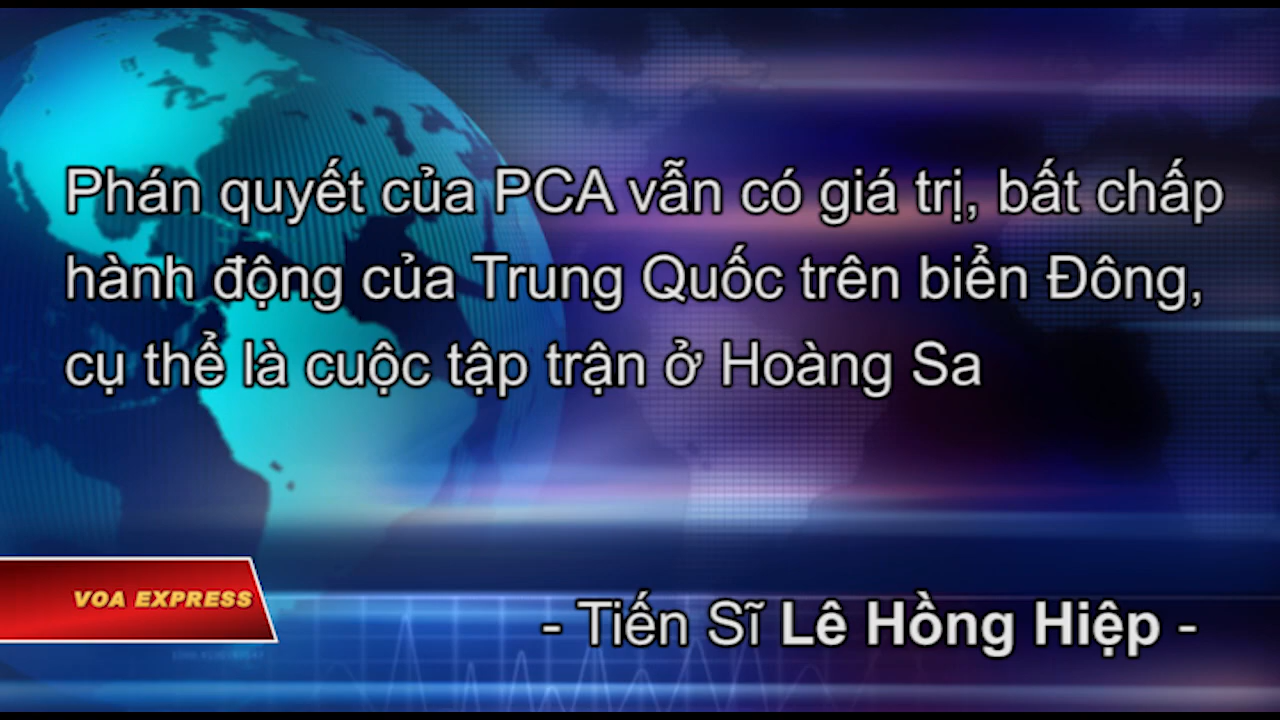 Phán quyết của PCA vẫn có giá trị, bất chấp
hành động của Trung Quốc trên biển Đông,
cụ thể là cuộc tập trận ở Hoàng Sa
VOA EXPRESS
- Tiến Sĩ Lê Hồng Hiệp -